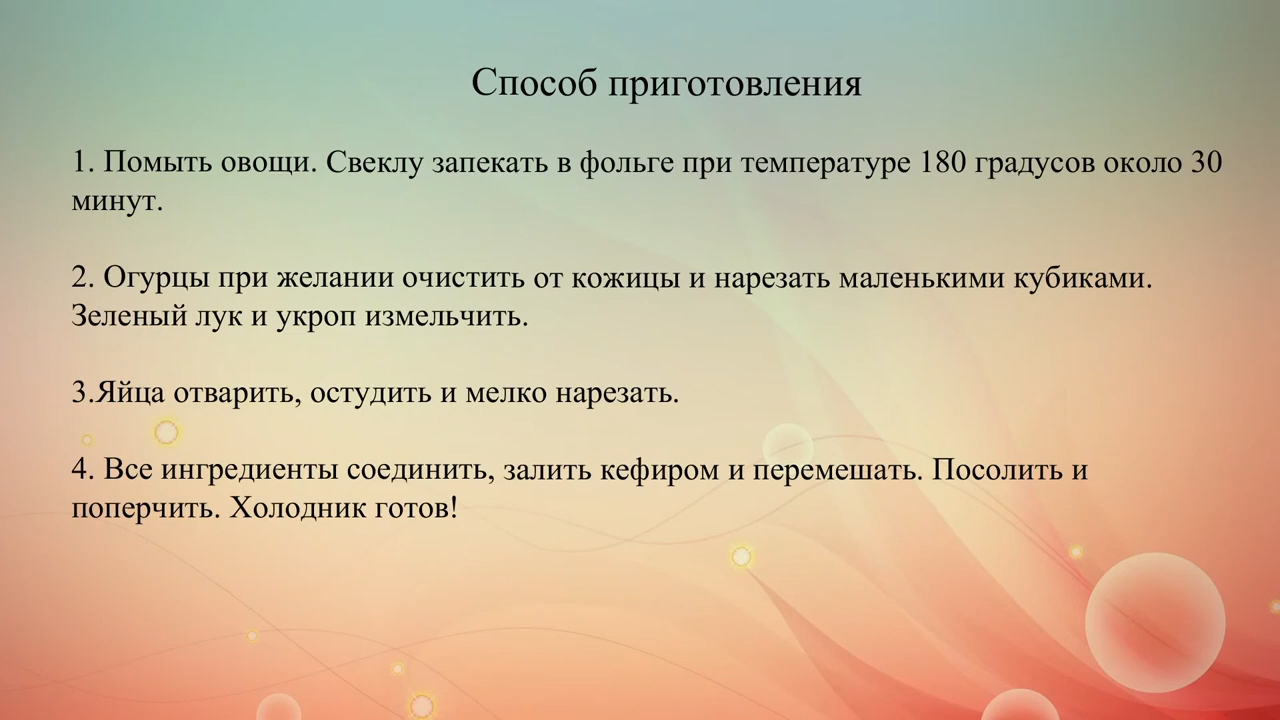 Способ приготовления
1. Помыть овощи. Свеклу запекать в фольге при температуре 180 градусов около 30
минут.
2. Огурцы при желании очистить от кожицы и нарезать маленькими кубиками.
Зеленый лук и укроп измельчить.
3.Яйца отварить, остудить и мелко нарезать.
4. Все ингредиенты соединить, залить кефиром и перемешать. Посолить и
поперчить. Холодник готов!